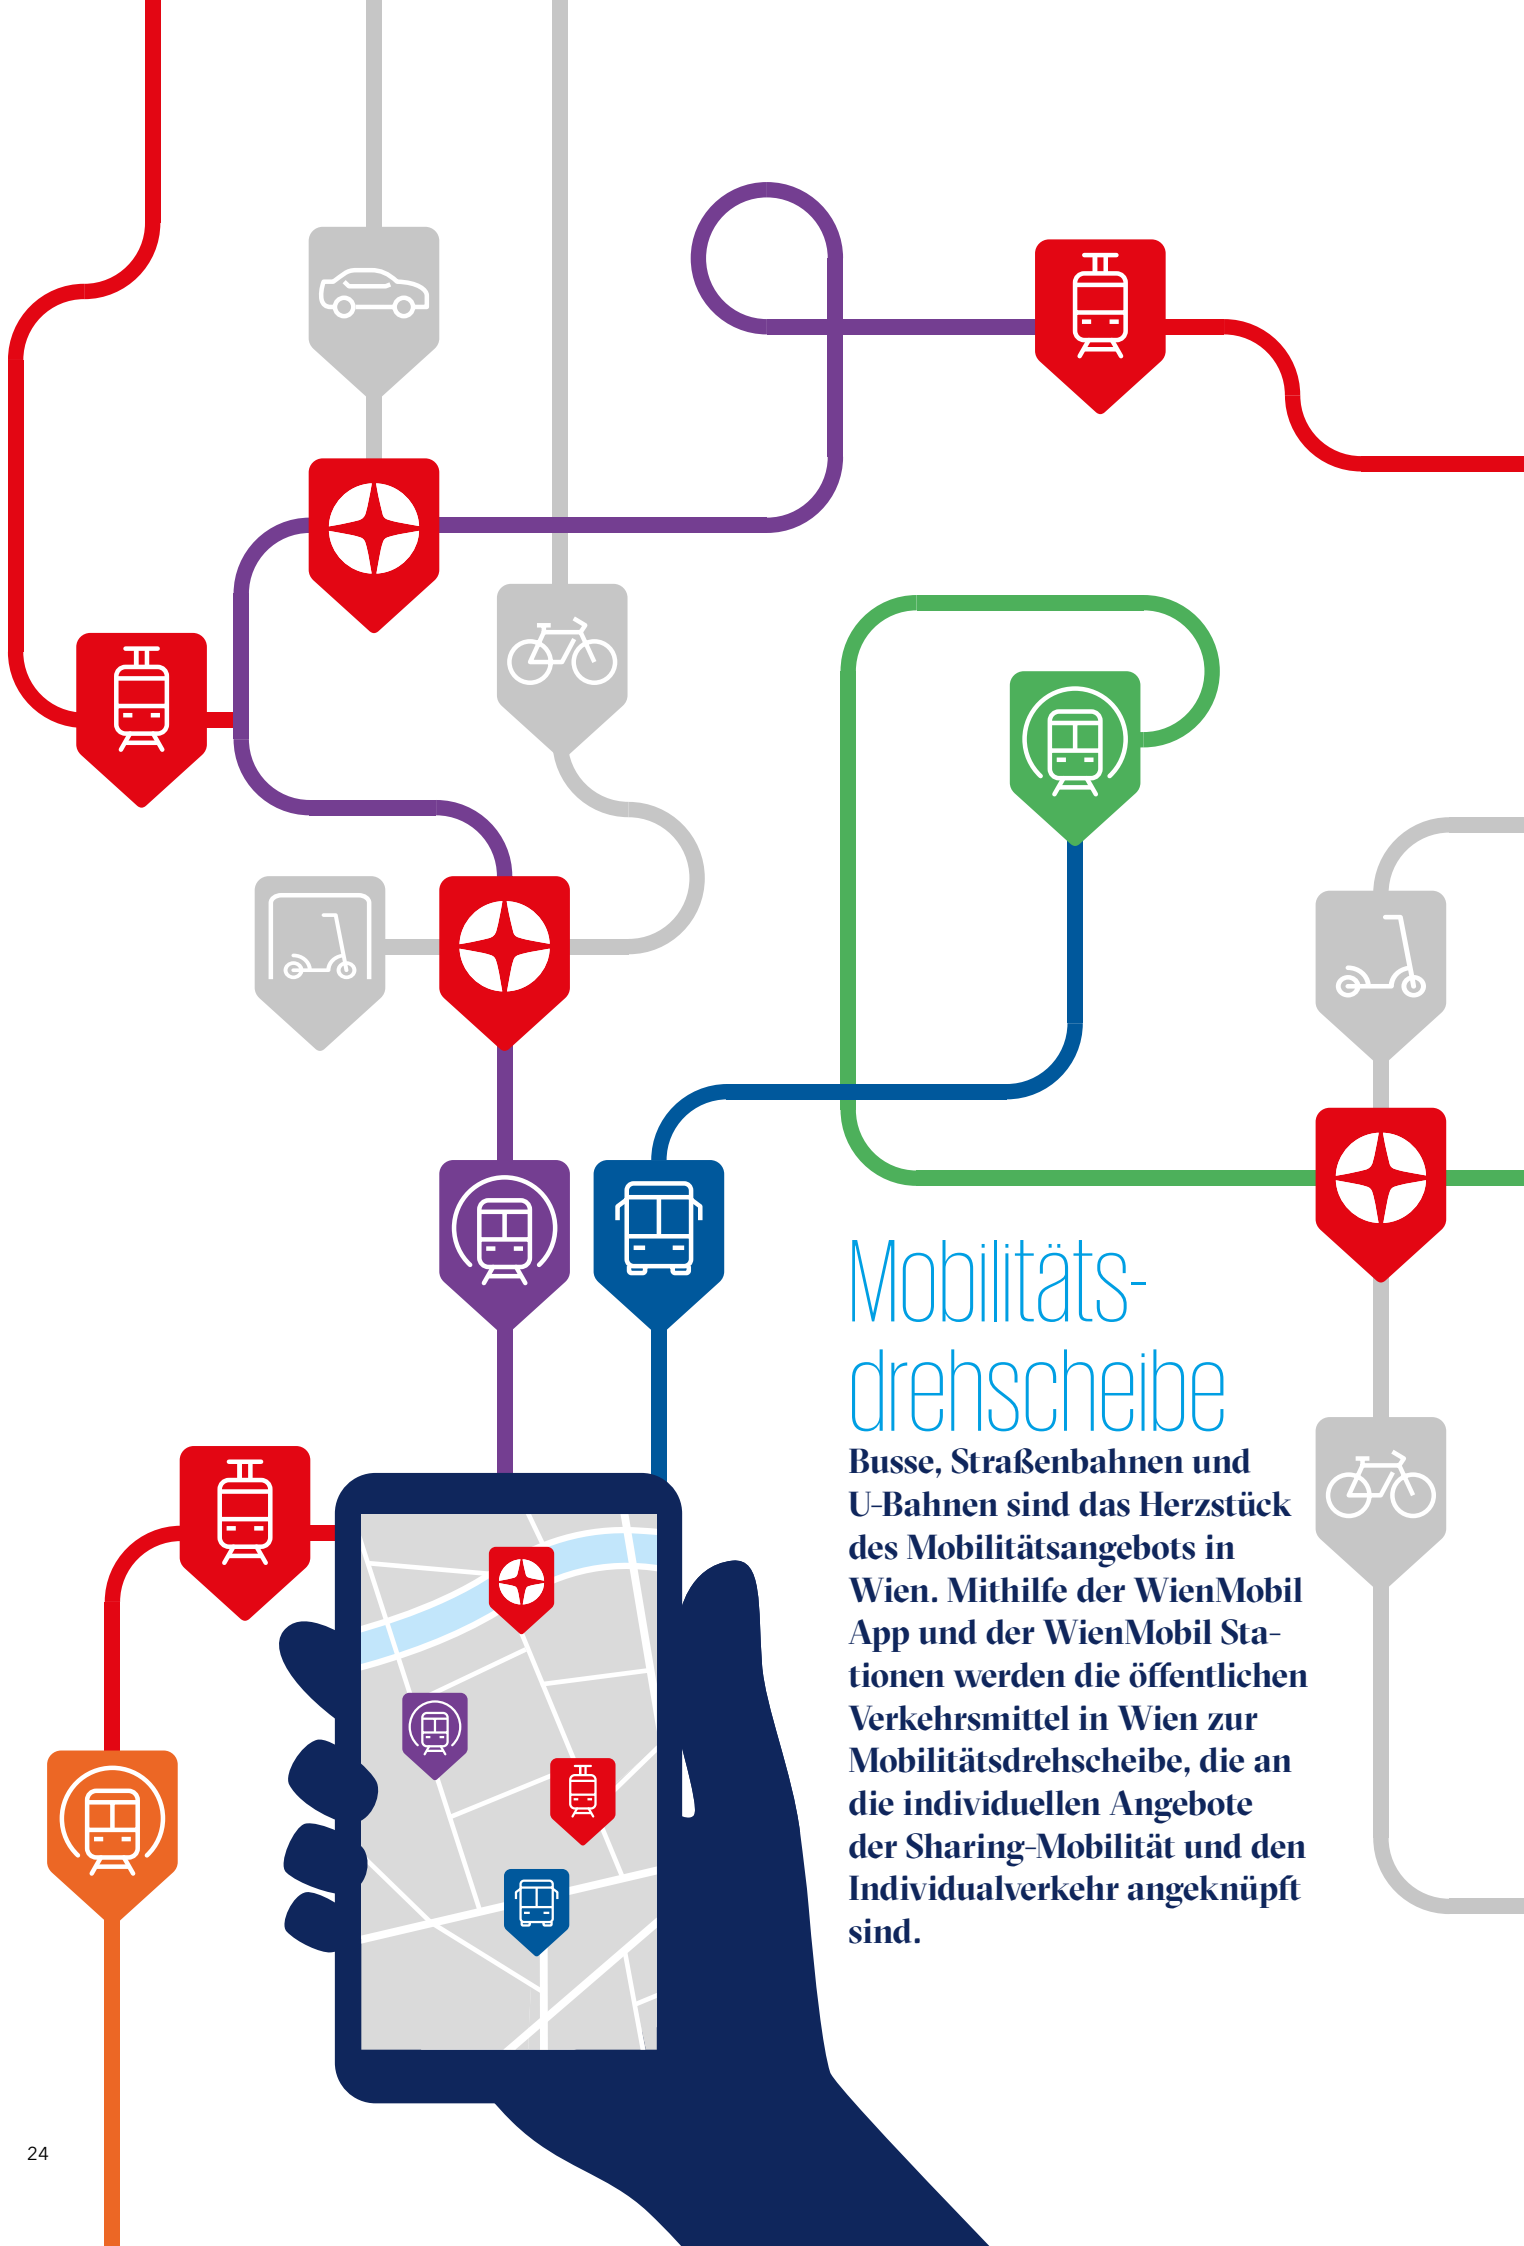 Mobilitäts-
drehscheibe
Busse, Straßenbahnen und
U-Bahnen sind das Herzstück
des Mobilitätsangebots in
Wien. Mithilfe der WienMobil
App und der WienMobil Sta-
tionen werden die öffentlichen
Verkehrsmittel in Wien zur
Mobilitätsdrehscheibe, die an
die individuellen Angebote
der Sharing-Mobilität und den
Individualverkehr angeknüpft
sind.
24